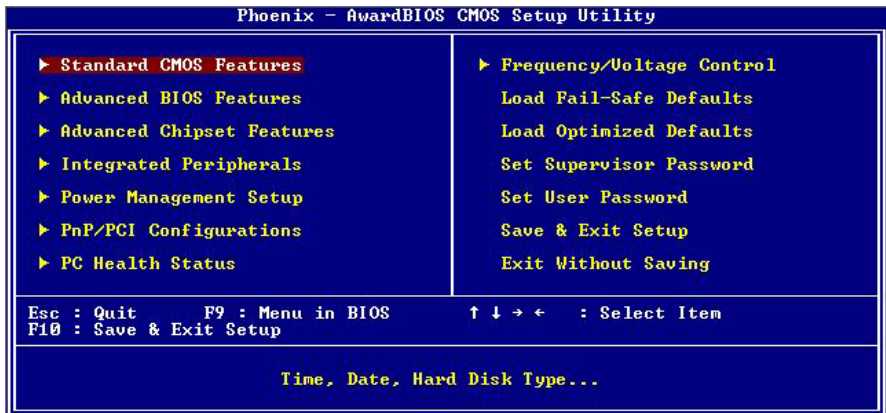 Phoenix - AwardBIOS CMOS Setup Utility
▶ Standard CMOS Features
▶ Advanced BIOS Features
▶ Advanced Chipset Features
▶ Integrated Peripherals
▶ Power Management Setup
▶ PnP/PCI Configurations
▶ PC Health Status
▶ Frequency/Voltage Control
Load Fail-Safe Defaults
Load Optimized Defaults
Set Supervisor Password
Set User Password
Save & Exit Setup
Exit Without Saving
Esc : Quit F9 : Menu in BIOS ↑ ↓ → ← : Select Item
F10 : Save & Exit Setup
Time, Date, Hard Disk Type...